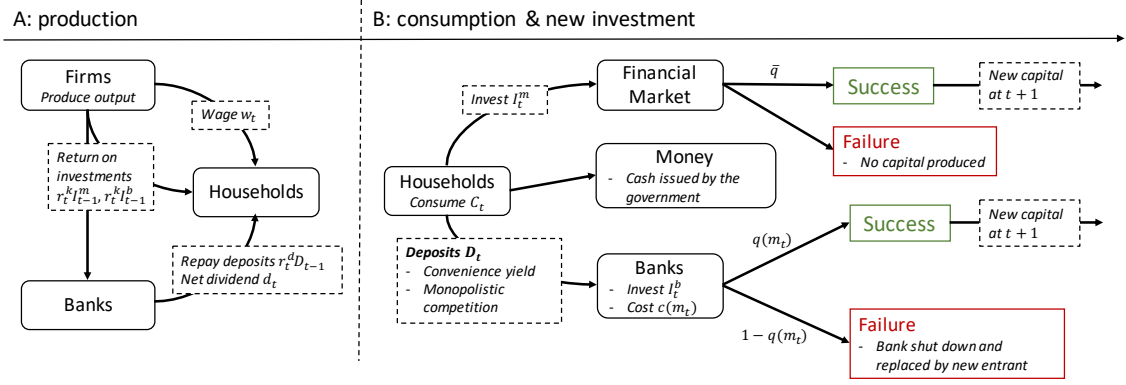 A: production
B: consumption & new investment
Firms
Produce output
Wage w_t
Return on
investments
r_t^k I_{t-1}^m, r_t^k I_{t-1}^b
Households
Repay deposits r_t^d D_{t-1}
Net dividend d_t
Banks
Invest I_t^m
Financial
Market
q̄
Success
New capital
at t + 1
Failure
- No capital produced
Households
Consume C_t
Money
- Cash issued by the
government
Deposits D_t
- Convenience yield
- Monopolistic
competition
Banks
- Invest I_t^b
- Cost c(m_t)
q(m_t)
Success
New capital
at t + 1
1 − q(m_t)
Failure
- Bank shut down and
replaced by new entrant